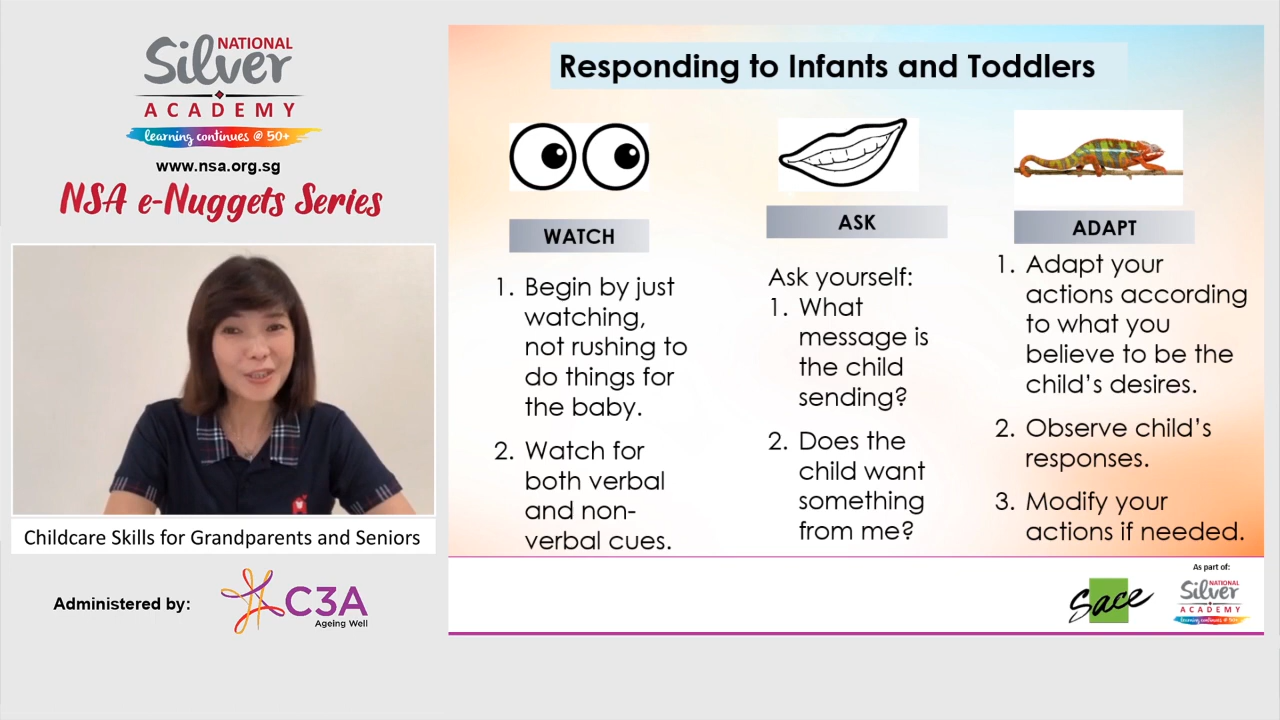 NATIONAL
Silver
ACADEMY
learning continues @ 50+
www.nsa.org.sg
NSA e-Nuggets Series
Childcare Skills for Grandparents and Seniors
Administered by:
C3A
Ageing Well
Responding to Infants and Toddlers
WATCH
1. Begin by just
watching,
not rushing to
do things for
the baby.
2. Watch for
both verbal
and non-
verbal cues.
ASK
Ask yourself:
1. What
message is
the child
sending?
2. Does the
child want
something
from me?
ADAPT
1. Adapt your
actions according
to what you
believe to be the
child's desires.
2. Observe child's
responses.
3. Modify your
actions if needed.
Sace
As part of:
NATIONAL
Silver
ACADEMY
learning continues @ 50+